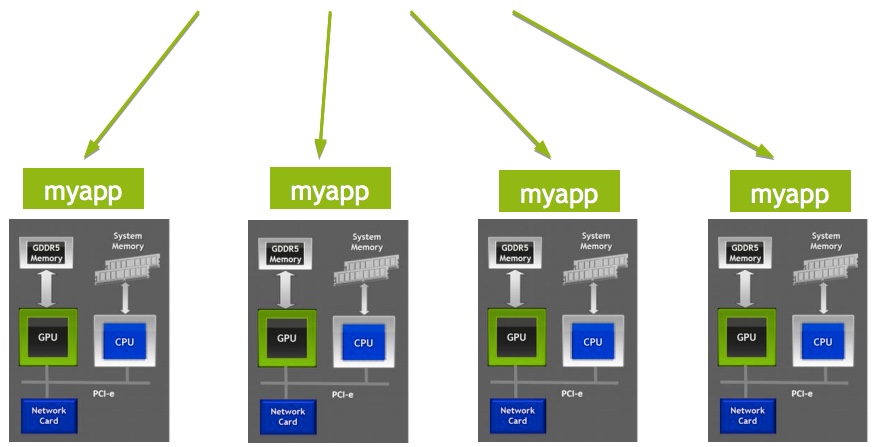 myapp
myapp
myapp
myapp
GDDR5
Memory
System
Memory
GPU
CPU
PCI-e
Network
Card
GDDR5
Memory
System
Memory
GPU
CPU
PCI-e
Network
Card
GDDR5
Memory
System
Memory
GPU
CPU
PCI-e
Network
Card
GDDR5
Memory
System
Memory
GPU
CPU
PCI-e
Network
Card